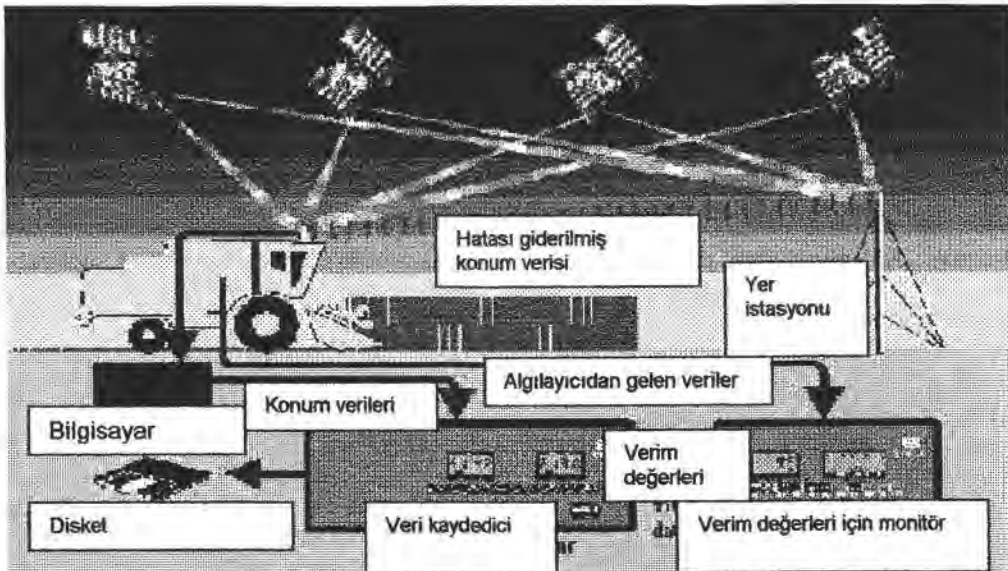 Hatası giderilmiş
konum verisi
Yer
istasyonu
Algılayıcıdan gelen veriler
Konum verileri
Bilgisayar
Verim
değerleri
Disket
Veri kaydedici
Verim değerleri için monitör